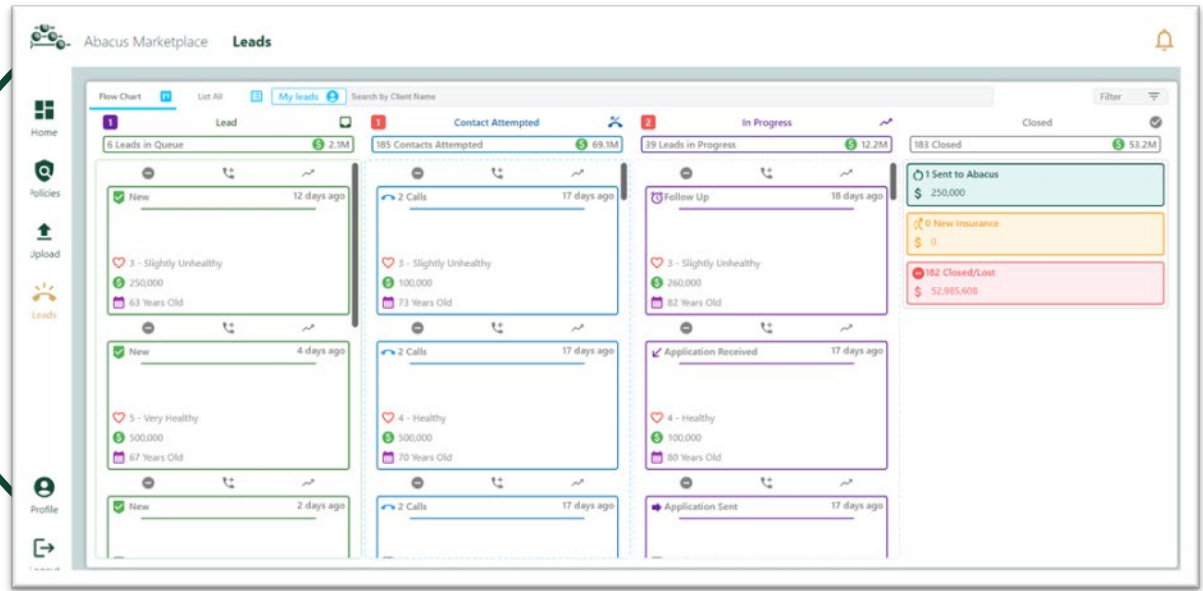 Abacus Marketplace Leads
Home
Policies
Upload
Leads
Profile
Flow Chart List All My leads Search by Client Name Filter
1 Lead
6 Leads in Queue $ 2.1M
New 12 days ago
3 - Slightly Unhealthy
$ 250,000
63 Years Old
New 4 days ago
5 - Very Healthy
$ 500,000
67 Years Old
New 2 days ago
1 Contact Attempted
185 Contacts Attempted $ 69.1M
2 Calls 17 days ago
3 - Slightly Unhealthy
$ 100,000
73 Years Old
2 Calls 17 days ago
4 - Healthy
$ 500,000
70 Years Old
2 Calls 17 days ago
2 In Progress
39 Leads in Progress $ 12.2M
Follow Up 18 days ago
3 - Slightly Unhealthy
$ 260,000
82 Years Old
Application Received 17 days ago
4 - Healthy
$ 100,000
80 Years Old
Application Sent 17 days ago
Closed
183 Closed $ 53.2M
1 Sent to Abacus
$ 250,000
0 New Insurance
$ 0
182 Closed/Lost
$ 52,985,608